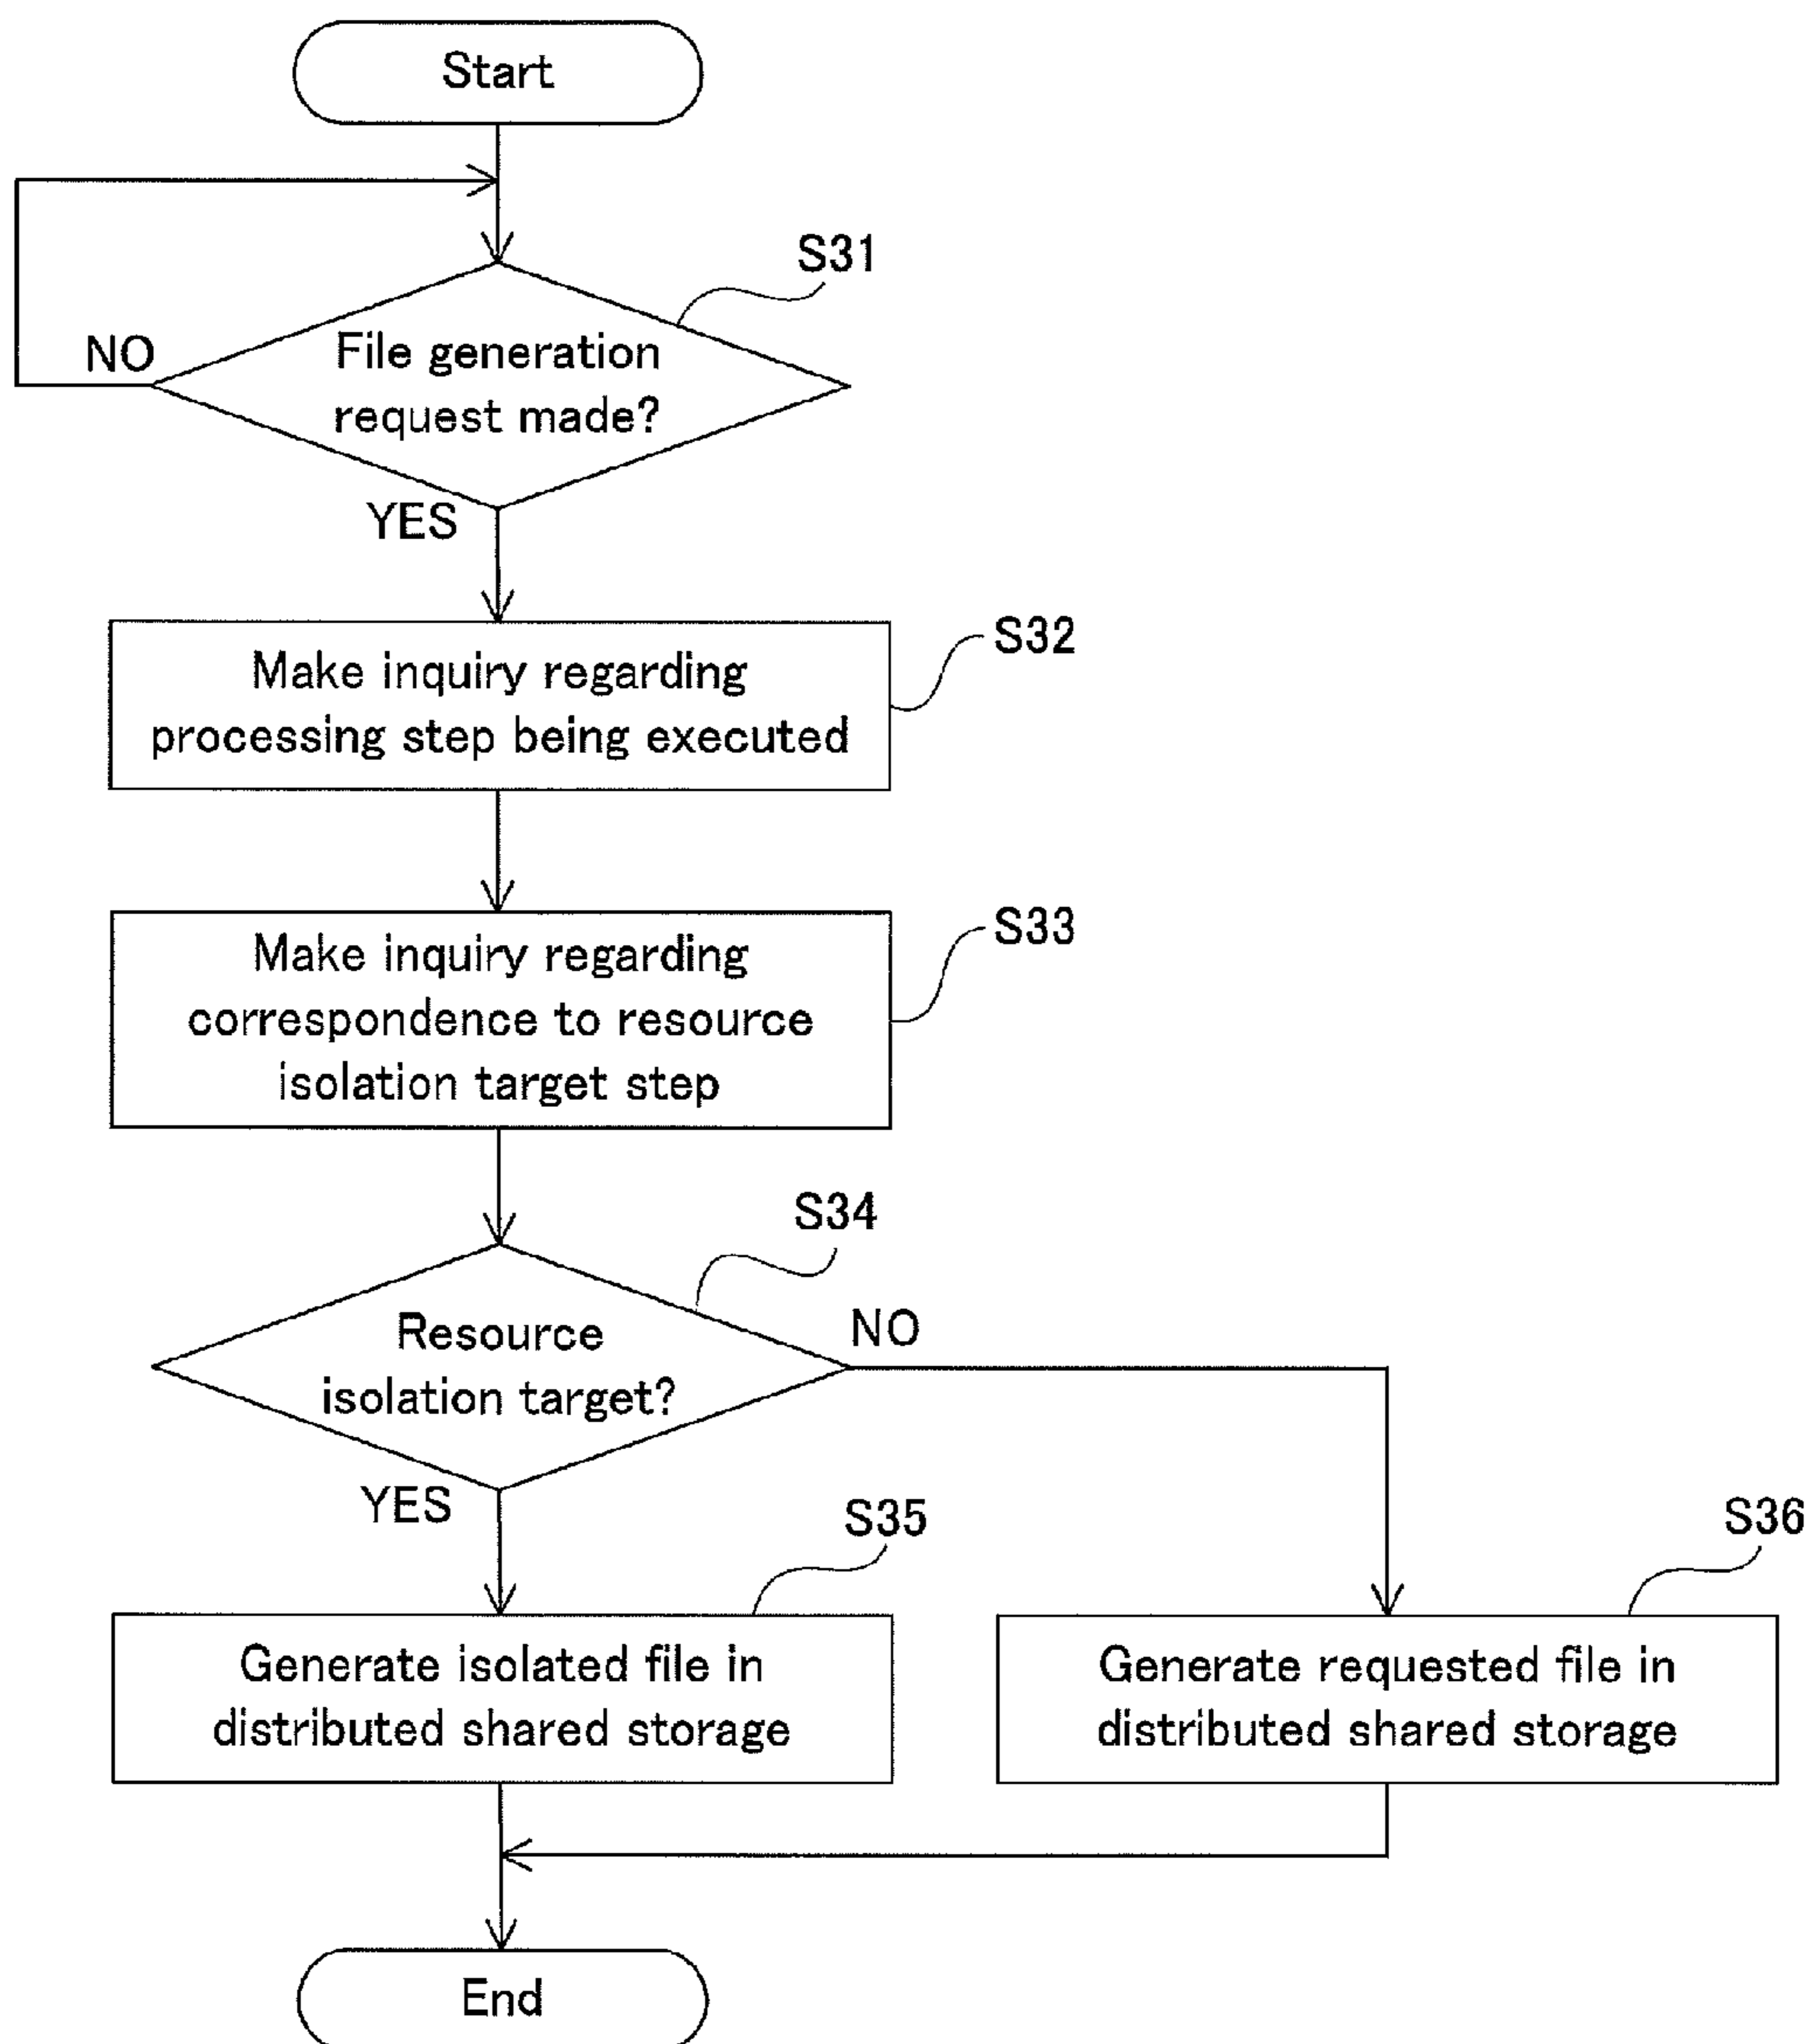 Start
S31
NO
File generation
request made?
YES
S32
Make inquiry regarding
processing step being executed
S33
Make inquiry regarding
correspondence to resource
isolation target step
S34
Resource
isolation target?
NO
YES
S35
S36
Generate isolated file in
distributed shared storage
Generate requested file in
distributed shared storage
End